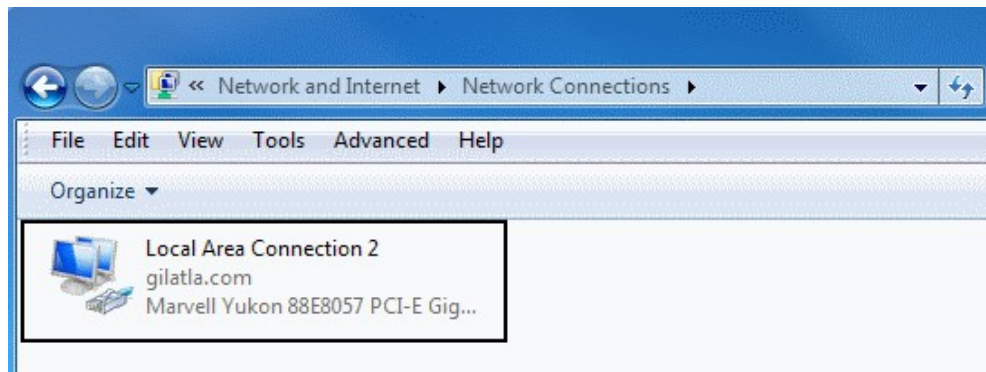 « Network and Internet ▸ Network Connections ▸
File Edit View Tools Advanced Help
Organize
Local Area Connection 2
gilatla.com
Marvell Yukon 88E8057 PCI-E Gig...